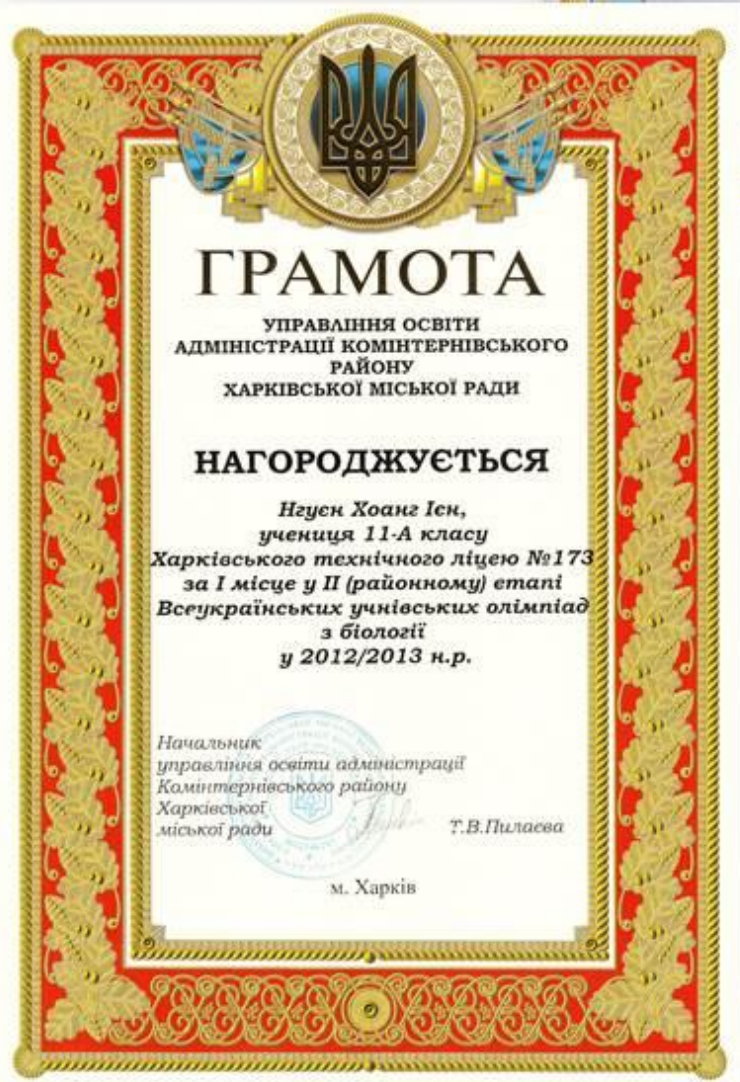 ГРАМОТА
УПРАВЛІННЯ ОСВІТИ
АДМІНІСТРАЦІЇ КОМІНТЕРНІВСЬКОГО
РАЙОНУ
ХАРКІВСЬКОЇ МІСЬКОЇ РАДИ
НАГОРОДЖУЄТЬСЯ
Нгуєн Хоанг Ієн,
учениця 11-А класу
Харківського технічного ліцею №173
за І місце у ІІ (районному) етапі
Всеукраїнських учнівських олімпіад
з біології
у 2012/2013 н.р.
Начальник
управління освіти адміністрації
Комінтернівського району
Харківської
міської ради Т.В.Пилаєва
м. Харків